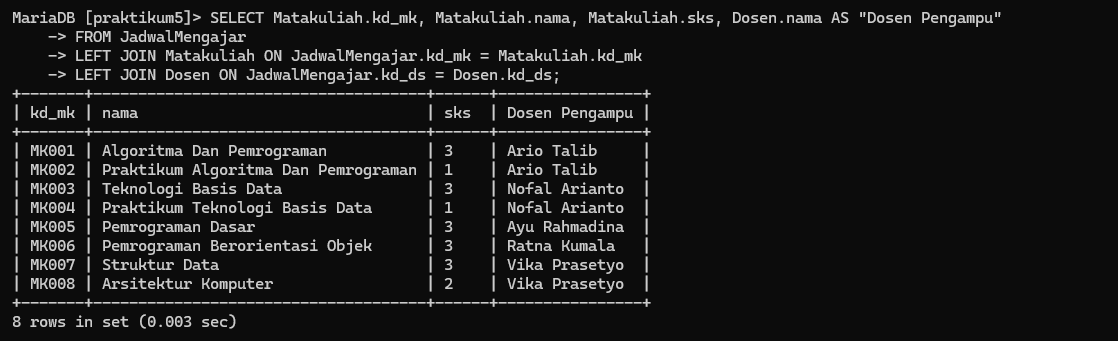 MariaDB [praktikum5]> SELECT Matakuliah.kd_mk, Matakuliah.nama, Matakuliah.sks, Dosen.nama AS "Dosen Pengampu"
    -> FROM JadwalMengajar
    -> LEFT JOIN Matakuliah ON JadwalMengajar.kd_mk = Matakuliah.kd_mk
    -> LEFT JOIN Dosen ON JadwalMengajar.kd_ds = Dosen.kd_ds;
+-------+-------------------------------------+------+----------------+
| kd_mk | nama                                | sks  | Dosen Pengampu |
+-------+-------------------------------------+------+----------------+
| MK001 | Algoritma Dan Pemrograman           | 3    | Ario Talib     |
| MK002 | Praktikum Algoritma Dan Pemrograman | 1    | Ario Talib     |
| MK003 | Teknologi Basis Data                | 3    | Nofal Arianto  |
| MK004 | Praktikum Teknologi Basis Data      | 1    | Nofal Arianto  |
| MK005 | Pemrograman Dasar                   | 3    | Ayu Rahmadina  |
| MK006 | Pemrograman Berorientasi Objek      | 3    | Ratna Kumala   |
| MK007 | Struktur Data                       | 3    | Vika Prasetyo  |
| MK008 | Arsitektur Komputer                 | 2    | Vika Prasetyo  |
+-------+-------------------------------------+------+----------------+
8 rows in set (0.003 sec)